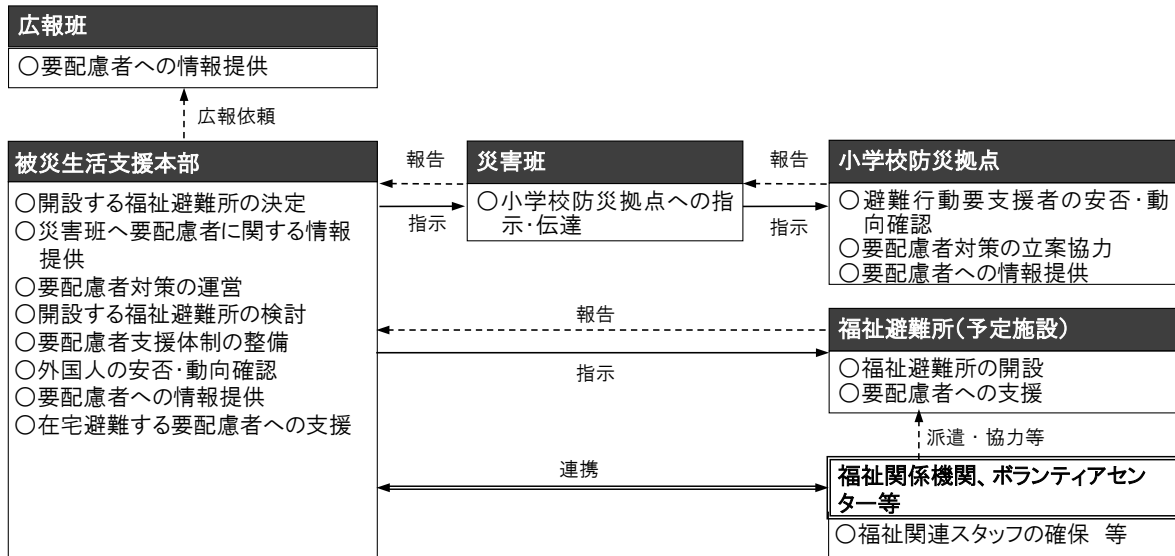 広報班
○要配慮者への情報提供
広報依頼
被災生活支援本部
○開設する福祉避難所の決定
○災害班へ要配慮者に関する情報
提供
○要配慮者対策の運営
○開設する福祉避難所の検討
○要配慮者支援体制の整備
○外国人の安否・動向確認
○要配慮者への情報提供
○在宅避難する要配慮者への支援
報告
指示
災害班
○小学校防災拠点への指
示・伝達
報告
指示
小学校防災拠点
○避難行動要支援者の安否・動
向確認
○要配慮者対策の立案協力
○要配慮者への情報提供
報告
指示
福祉避難所(予定施設)
○福祉避難所の開設
○要配慮者への支援
派遣・協力等
連携
福祉関係機関、ボランティアセン
ター等
○福祉関連スタッフの確保 等